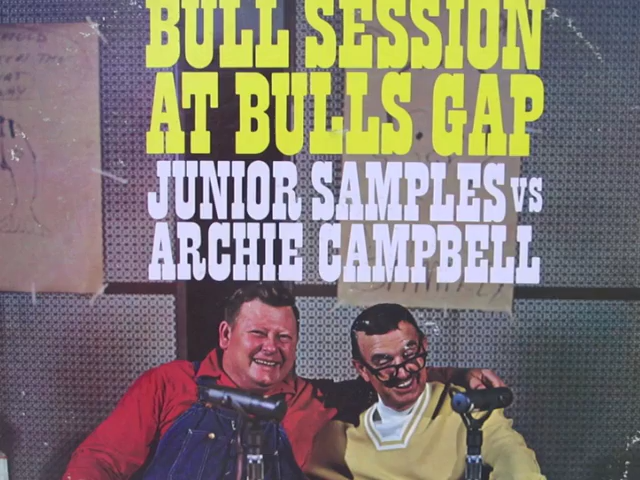 BULL SESSION
AT BULLS GAP
JUNIOR SAMPLES VS
ARCHIE CAMPBELL